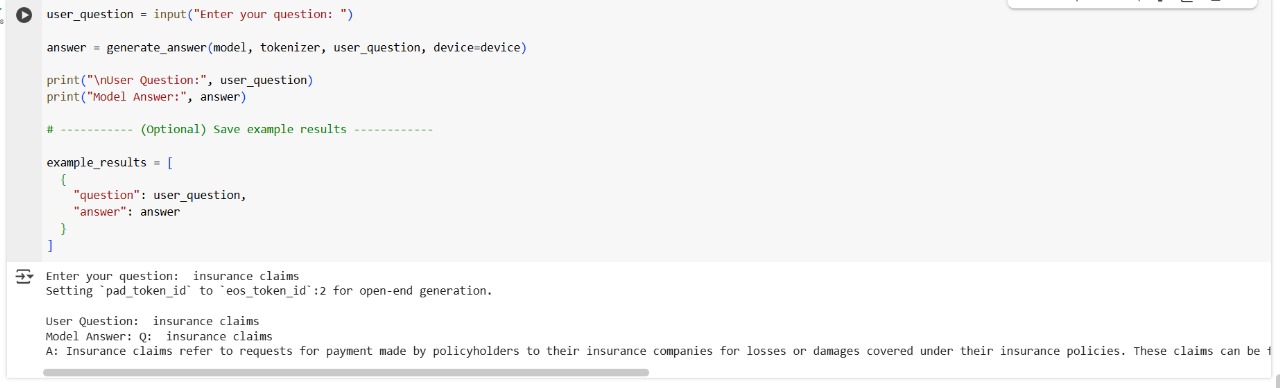 user_question = input("Enter your question: ")
answer = generate_answer(model, tokenizer, user_question, device=device)
print("\nUser Question:", user_question)
print("Model Answer:", answer)
# ----------- (Optional) Save example results ------------
example_results = [
  {
    "question": user_question,
    "answer": answer
  }
]
Enter your question:  insurance claims
Setting `pad_token_id` to `eos_token_id`:2 for open-end generation.
User Question:  insurance claims
Model Answer: Q:  insurance claims
A: Insurance claims refer to requests for payment made by policyholders to their insurance companies for losses or damages covered under their insurance policies. These claims can be